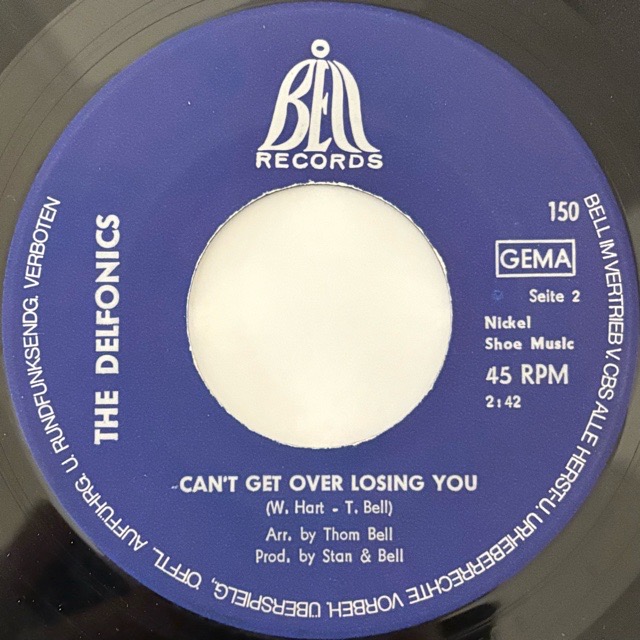 BELL
RECORDS
150
GEMA
Seite 2
Nickel
Shoe Music
45 RPM
2:42
THE DELFONICS
CAN'T GET OVER LOSING YOU
(W. Hart - T. Bell)
Arr. by Thom Bell
Prod. by Stan & Bell
BELL IM VERTRIEB V. CBS ALLE HERST- U. URHEBERRECHTE VORBEH. ÜBERSPIELG., ÖFFTL. AUFFÜHRG. U. RUNDFUNKSENDG. VERBOTEN